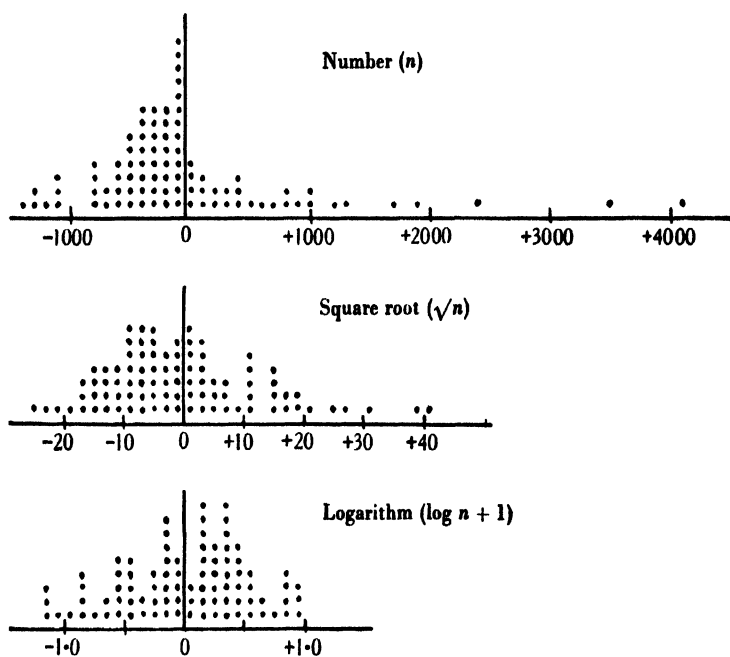 Number (n)
-1000 0 +1000 +2000 +3000 +4000
Square root (√n)
-20 -10 0 +10 +20 +30 +40
Logarithm (log n + 1)
-1·0 0 +1·0